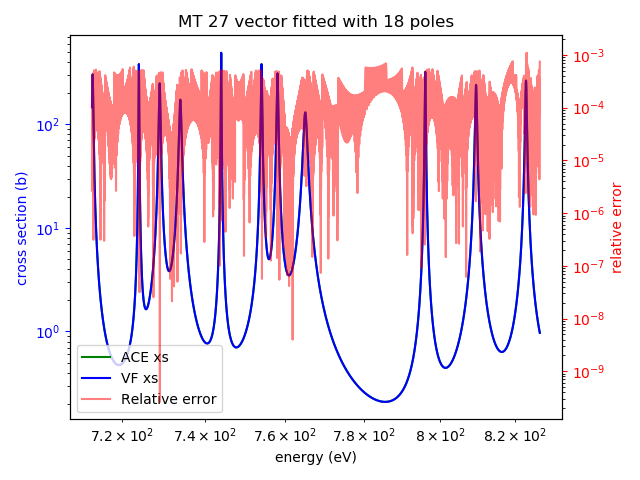 MT 27 vector fitted with 18 poles
cross section (b)
10²
10¹
10⁰
10⁻³
10⁻⁴
10⁻⁵
10⁻⁶
10⁻⁷
10⁻⁸
10⁻⁹
relative error
ACE xs
VF xs
Relative error
7.2 × 10² 7.4 × 10² 7.6 × 10² 7.8 × 10² 8 × 10² 8.2 × 10²
energy (eV)